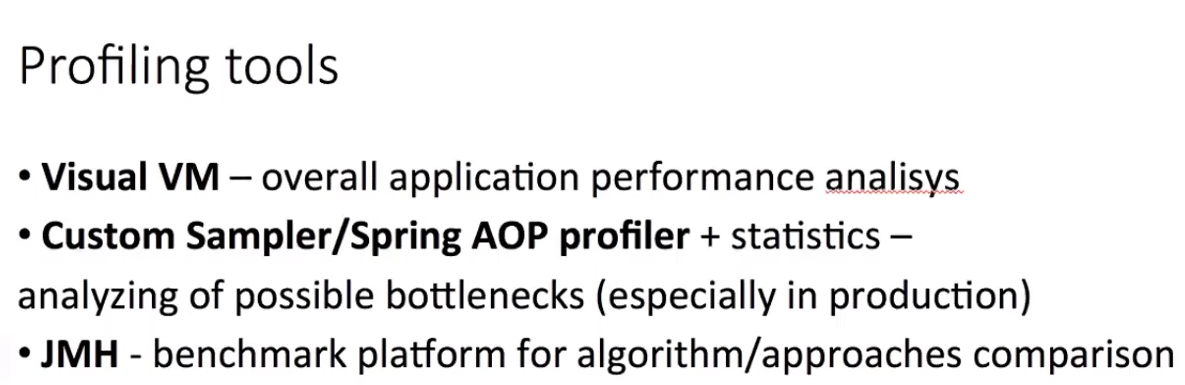 Profiling tools
• Visual VM – overall application performance analisys
• Custom Sampler/Spring AOP profiler + statistics –
analyzing of possible bottlenecks (especially in production)
• JMH - benchmark platform for algorithm/approaches comparison